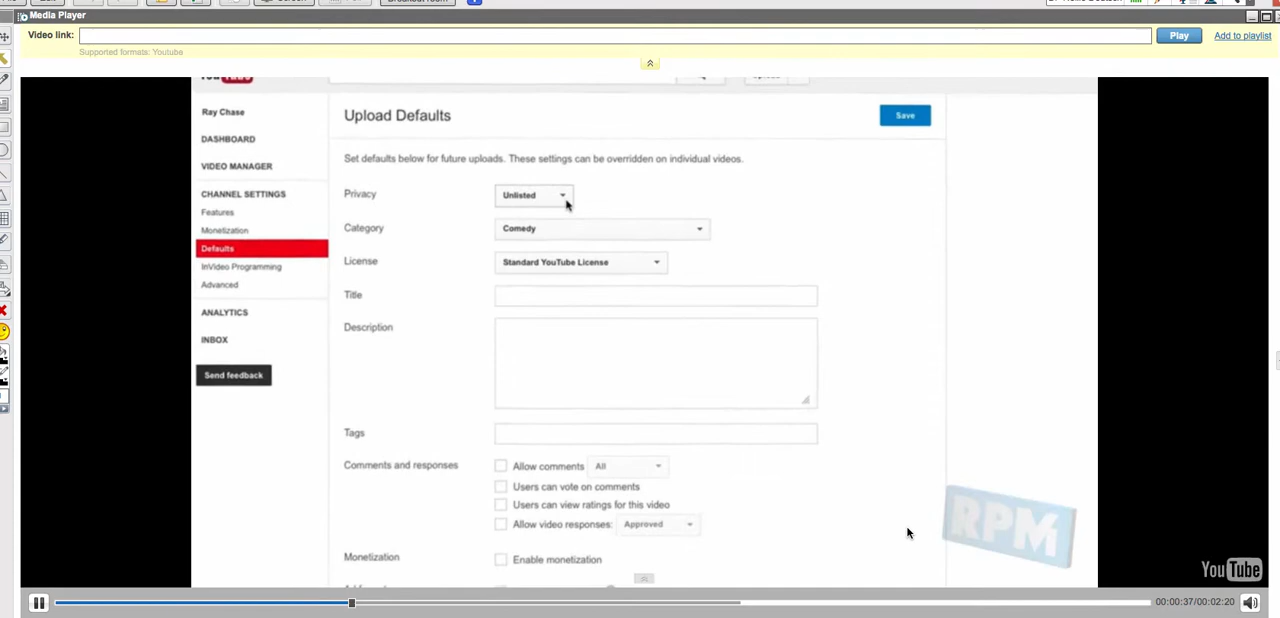 Media Player
Video link:
Play
Add to playlist
Supported formats: Youtube
Ray Chase
Upload Defaults
Save
DASHBOARD
Set defaults below for future uploads. These settings can be overridden on individual videos.
VIDEO MANAGER
Privacy
Unlisted
CHANNEL SETTINGS
Features
Category
Comedy
Monetization
Defaults
License
Standard YouTube License
InVideo Programming
Advanced
Title
ANALYTICS
Description
INBOX
Send feedback
Tags
Comments and responses
Allow comments
All
Users can vote on comments
Users can view ratings for this video
Allow video responses:
Approved
RPM
Monetization
Enable monetization
YouTube
00:00:37/00:02:20